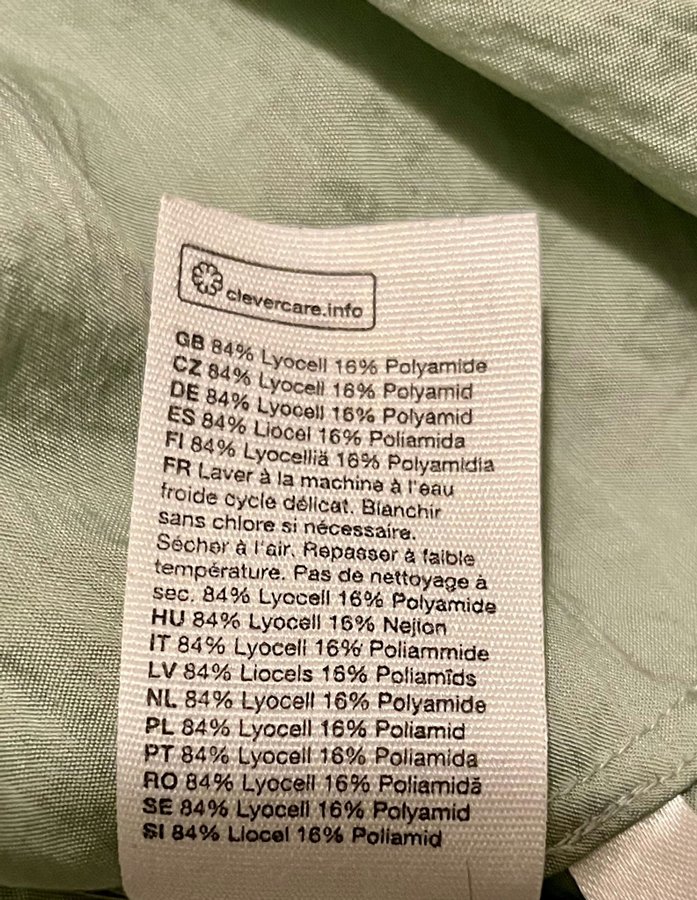 clevercare.info
GB 84% Lyocell 16% Polyamide
CZ 84% Lyocell 16% Polyamid
DE 84% Lyocell 16% Polyamid
ES 84% Liocel 16% Poliamida
FI 84% Lyocelliä 16% Polyamidia
FR Laver à la machine à l'eau
froide cycle délicat. Blanchir
sans chlore si nécessaire.
Sécher à l'air. Repasser à faible
température. Pas de nettoyage à
sec. 84% Lyocell 16% Polyamide
HU 84% Lyocell 16% Nejlon
IT 84% Lyocell 16% Poliammide
LV 84% Liocels 16% Poliamīds
NL 84% Lyocell 16% Polyamide
PL 84% Lyocell 16% Poliamid
PT 84% Lyocell 16% Poliamida
RO 84% Lyocell 16% Poliamidă
SE 84% Lyocell 16% Polyamid
SI 84% Liocel 16% Poliamid